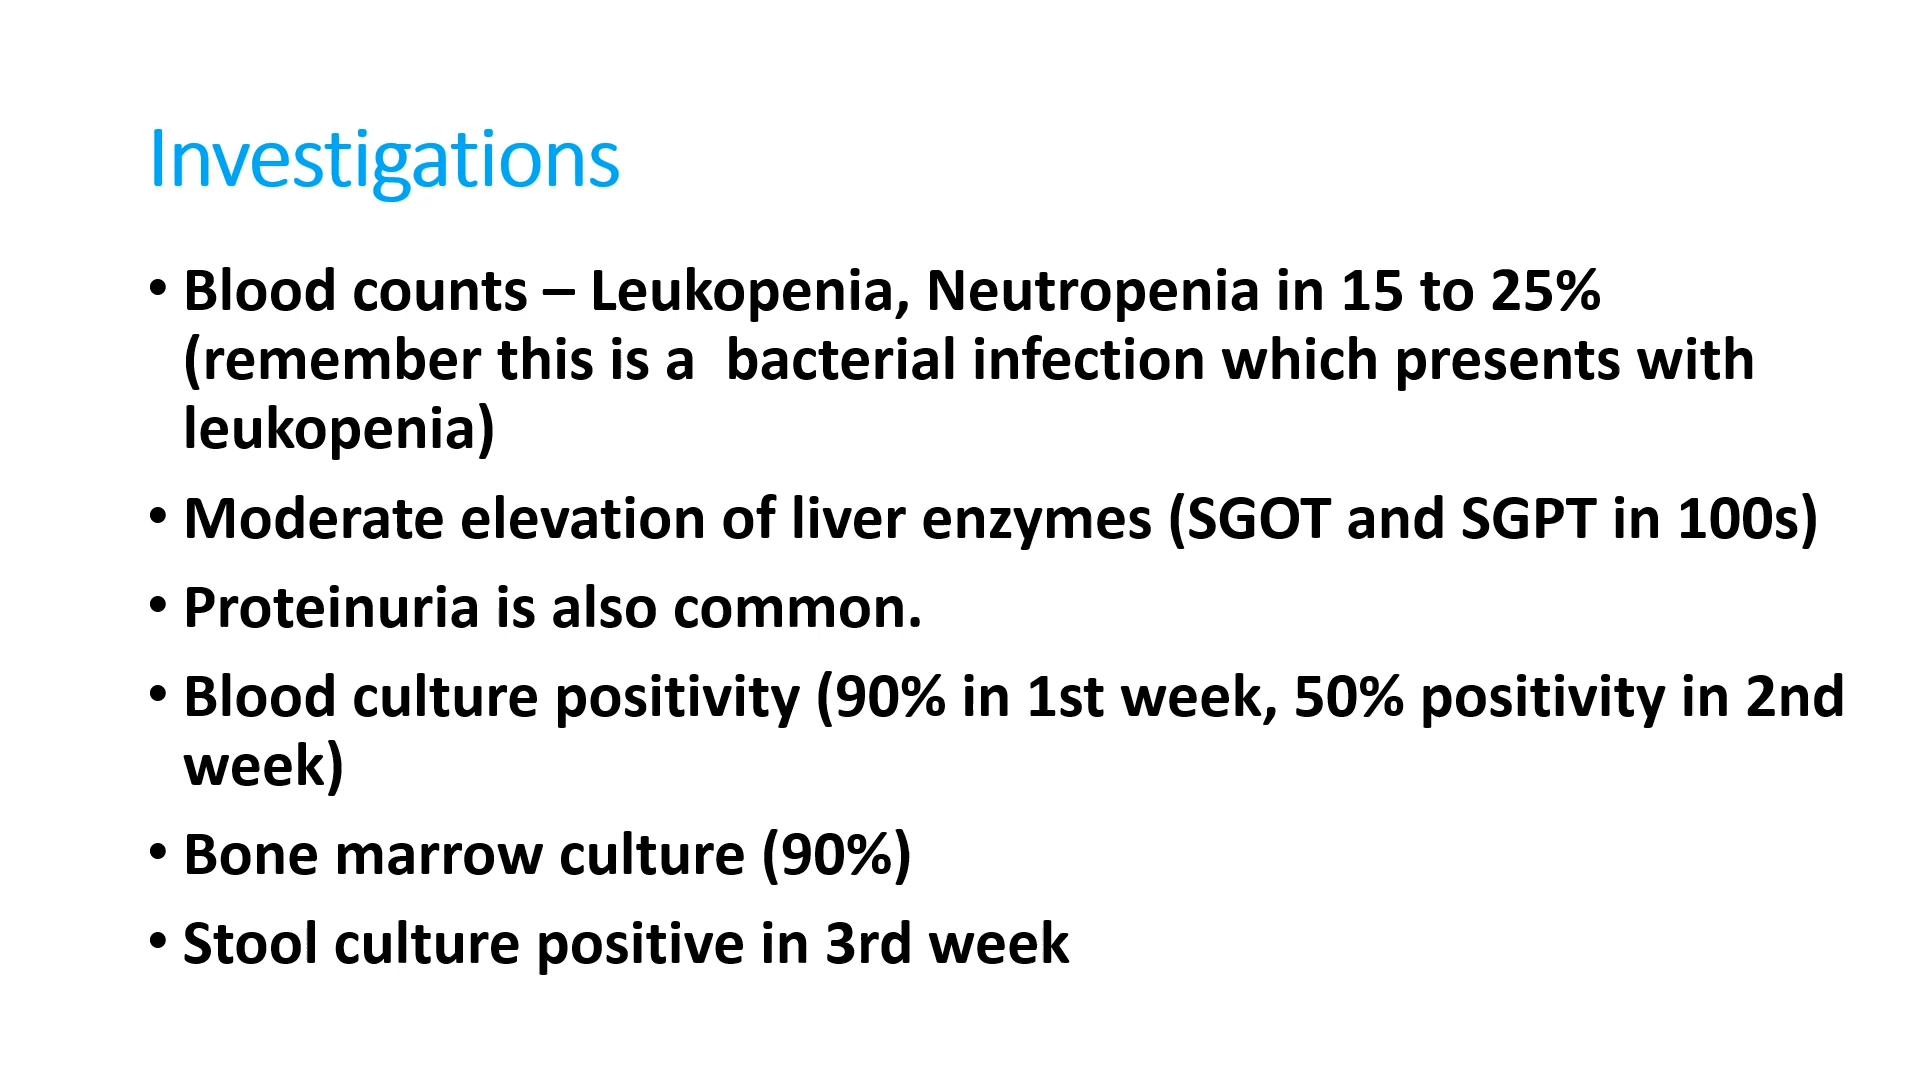 Investigations
• Blood counts – Leukopenia, Neutropenia in 15 to 25%
(remember this is a  bacterial infection which presents with
leukopenia)
• Moderate elevation of liver enzymes (SGOT and SGPT in 100s)
• Proteinuria is also common.
• Blood culture positivity (90% in 1st week, 50% positivity in 2nd
week)
• Bone marrow culture (90%)
• Stool culture positive in 3rd week